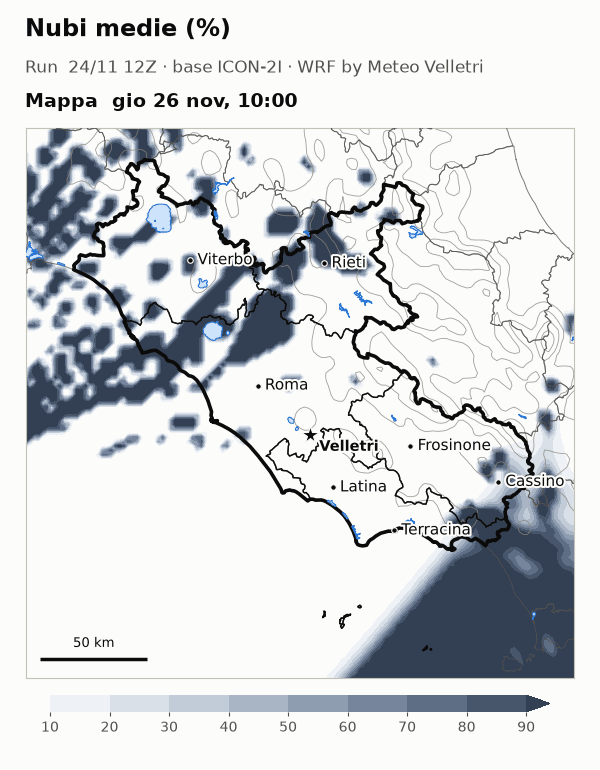 Nubi medie (%)
Run  24/11 12Z · base ICON-2I · WRF by Meteo Velletri
Mappa  gio 26 nov, 10:00
Viterbo
Rieti
Roma
Velletri
Frosinone
Cassino
Latina
Terracina
50 km
10 20 30 40 50 60 70 80 90